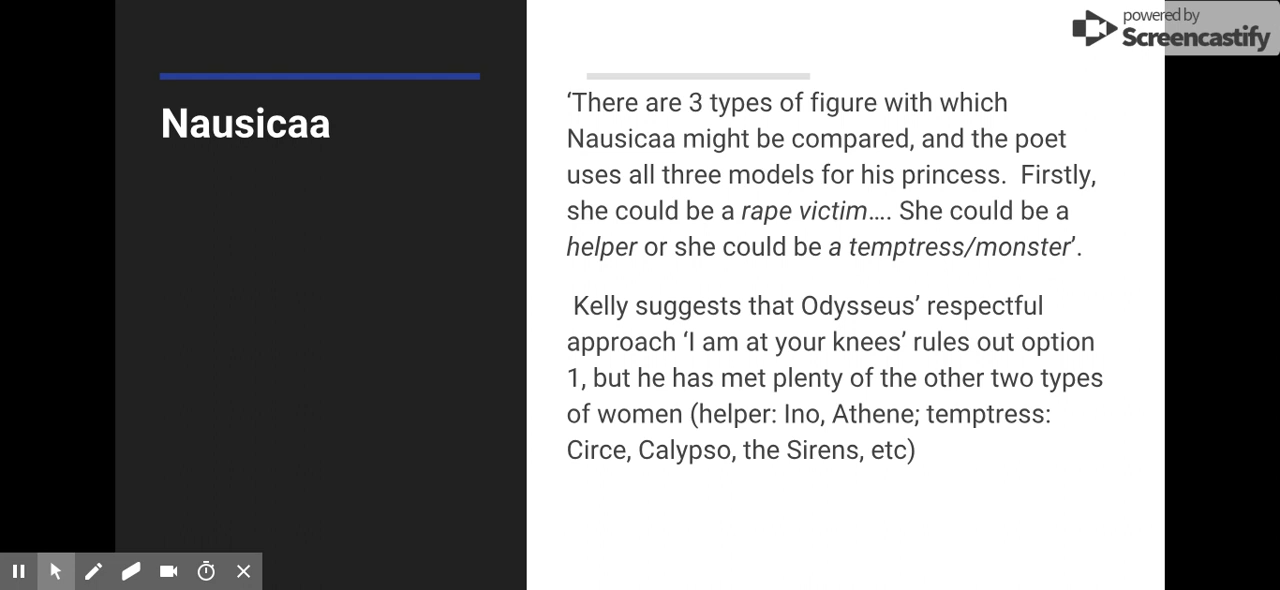 powered by
Screencastify
Nausicaa
‘There are 3 types of figure with which
Nausicaa might be compared, and the poet
uses all three models for his princess.  Firstly,
she could be a rape victim…. She could be a
helper or she could be a temptress/monster’.
Kelly suggests that Odysseus’ respectful
approach ‘I am at your knees’ rules out option
1, but he has met plenty of the other two types
of women (helper: Ino, Athene; temptress:
Circe, Calypso, the Sirens, etc)